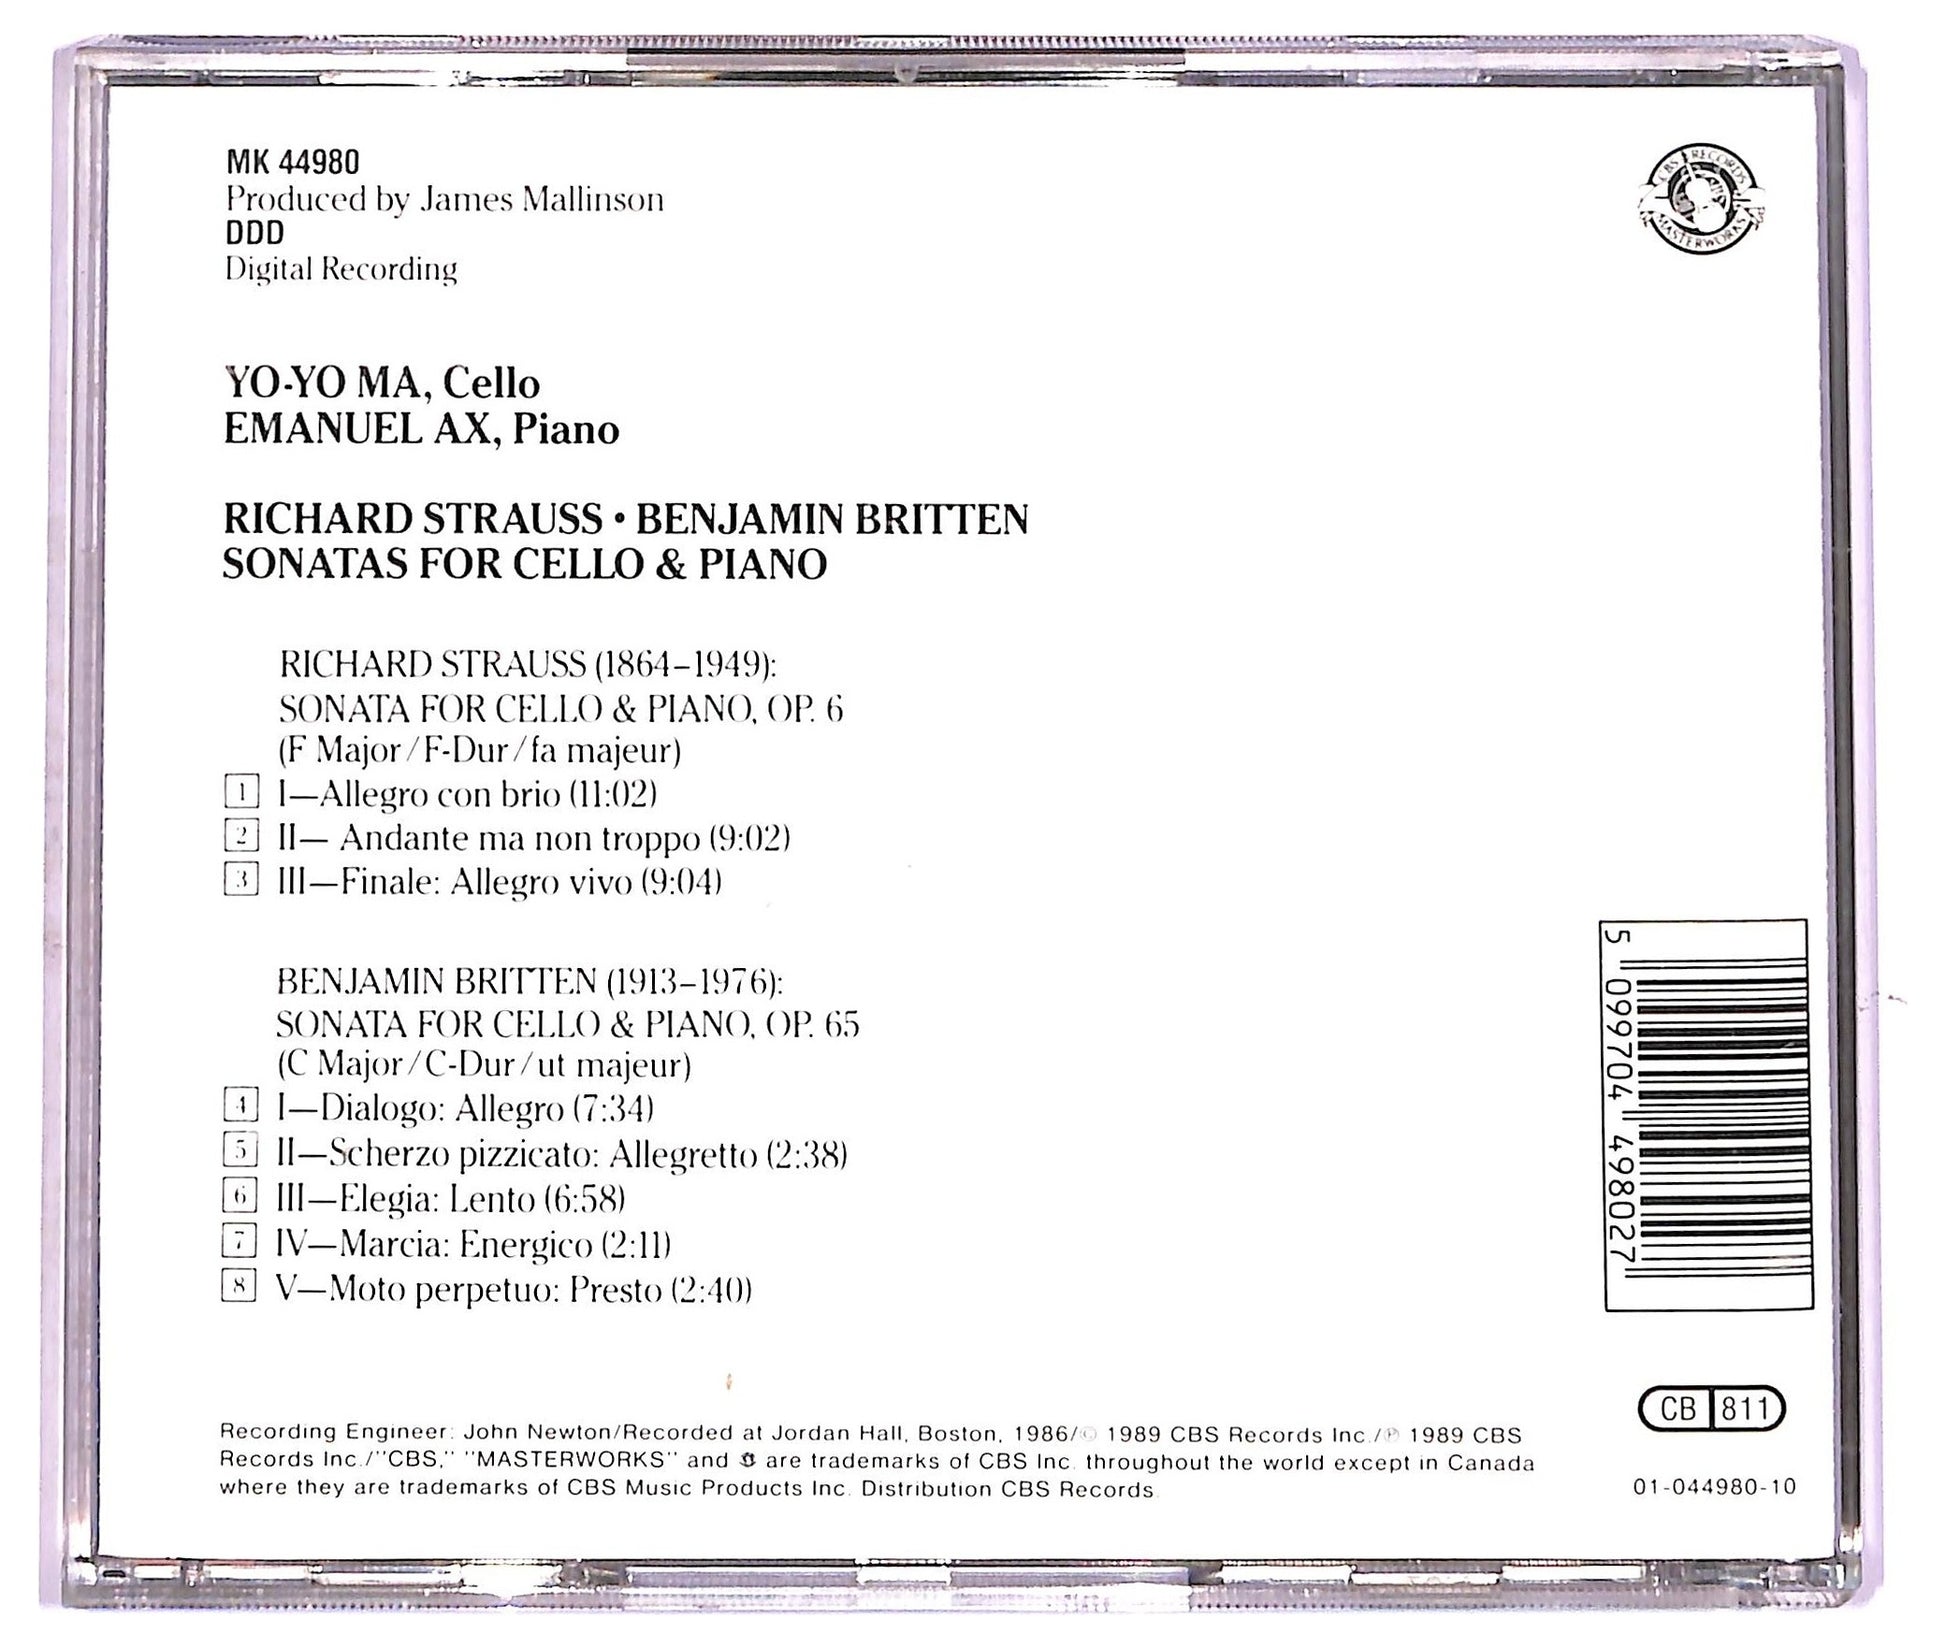 MK 44980
Produced by James Mallinson
DDD
Digital Recording
CBS RECORDS
MASTERWORKS
YO-YO MA, Cello
EMANUEL AX, Piano
RICHARD STRAUSS • BENJAMIN BRITTEN
SONATAS FOR CELLO & PIANO
RICHARD STRAUSS (1864–1949):
SONATA FOR CELLO & PIANO, OP. 6
(F Major/F-Dur/fa majeur)
1 I—Allegro con brio (11:02)
2 II— Andante ma non troppo (9:02)
3 III—Finale: Allegro vivo (9:04)
BENJAMIN BRITTEN (1913–1976):
SONATA FOR CELLO & PIANO, OP. 65
(C Major/C-Dur/ut majeur)
4 I—Dialogo: Allegro (7:34)
5 II—Scherzo pizzicato: Allegretto (2:38)
6 III—Elegia: Lento (6:58)
7 IV—Marcia: Energico (2:11)
8 V—Moto perpetuo: Presto (2:40)
5 099704 498027
CB 811
Recording Engineer: John Newton/Recorded at Jordan Hall, Boston, 1986/© 1989 CBS Records Inc./℗ 1989 CBS
Records Inc./"CBS," "MASTERWORKS" and are trademarks of CBS Inc. throughout the world except in Canada
where they are trademarks of CBS Music Products Inc. Distribution CBS Records.
01-044980-10